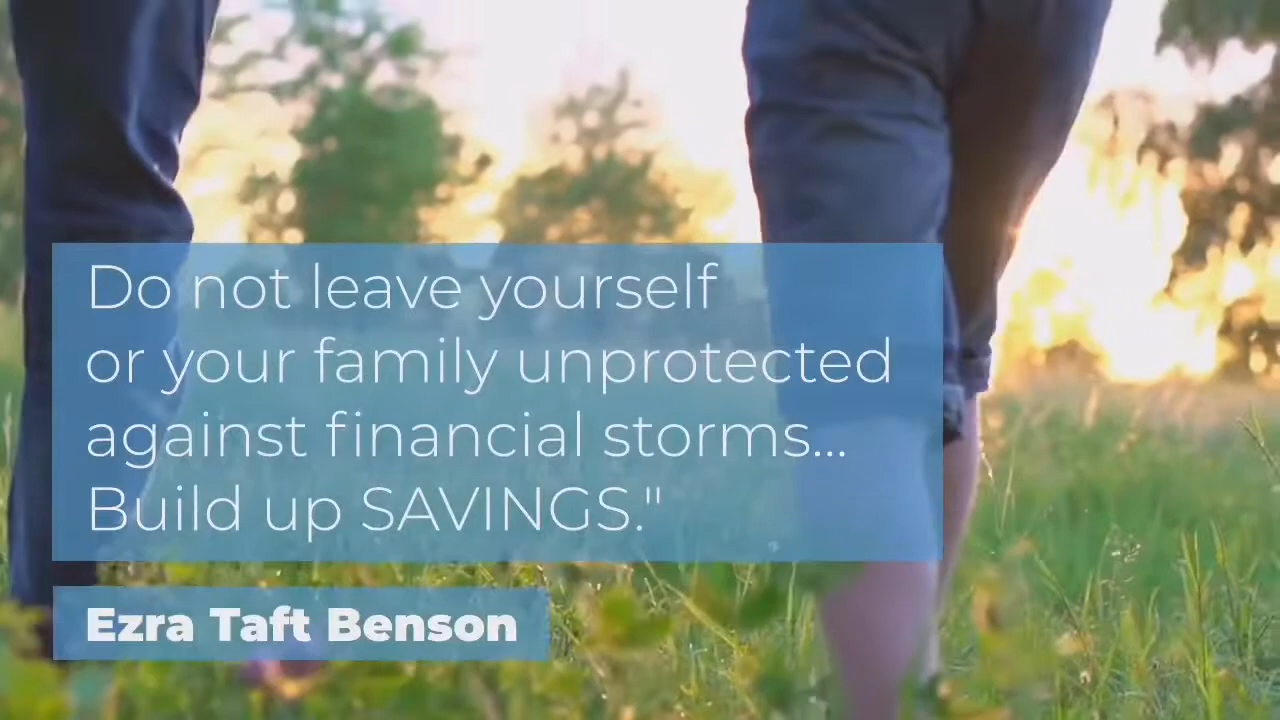 Do not leave yourself
or your family unprotected
against financial storms...
Build up SAVINGS."
Ezra Taft Benson